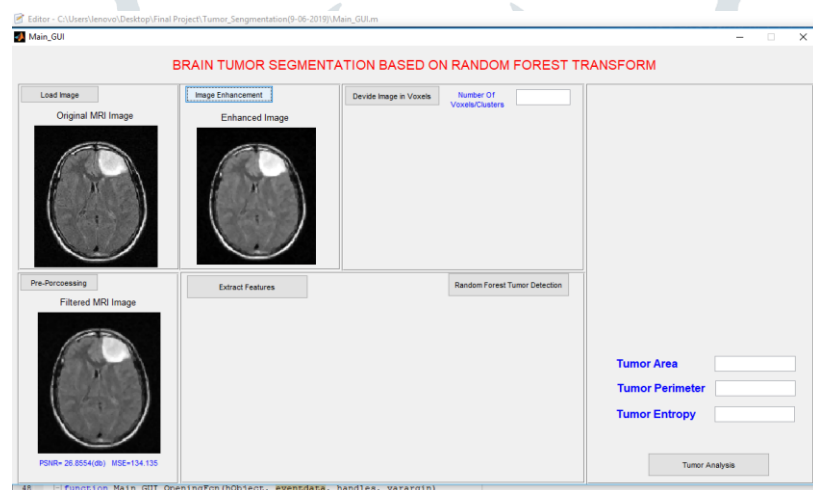 Editor - C:\Users\lenovo\Desktop\Final Project\Tumor_Sengmentation(9-06-2019)\Main_GUI.m
Main_GUI
BRAIN TUMOR SEGMENTATION BASED ON RANDOM FOREST TRANSFORM
Load Image
Original MRI Image
Image Enhancement
Enhanced Image
Devide Image in Voxels
Number Of
Voxels/Clusters
Pre-Porcoessing
Filtered MRI Image
PSNR= 26.8554(db) MSE=134.135
Extract Features
Random Forest Tumor Detection
Tumor Area
Tumor Perimeter
Tumor Entropy
Tumor Analysis
48 function Main_GUI_OpeningFcn(hObject, eventdata, handles, varargin)